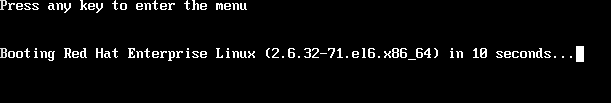 Press any key to enter the menu
Booting Red Hat Enterprise Linux (2.6.32-71.el6.x86_64) in 10 seconds...